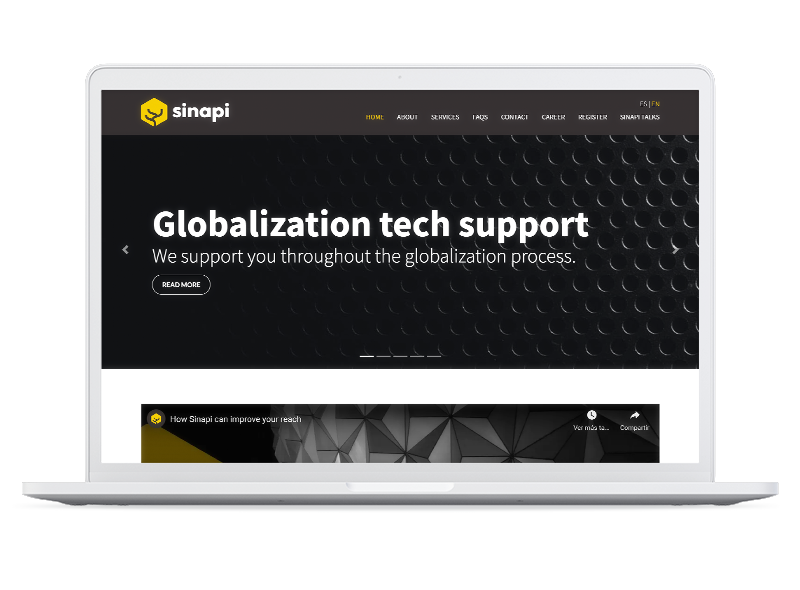 sinapi
ES | EN
HOME ABOUT SERVICES FAQS CONTACT CAREER REGISTER SINAPI TALKS
Globalization tech support
We support you throughout the globalization process.
READ MORE
How Sinapi can improve your reach
Ver más ta...
Compartir